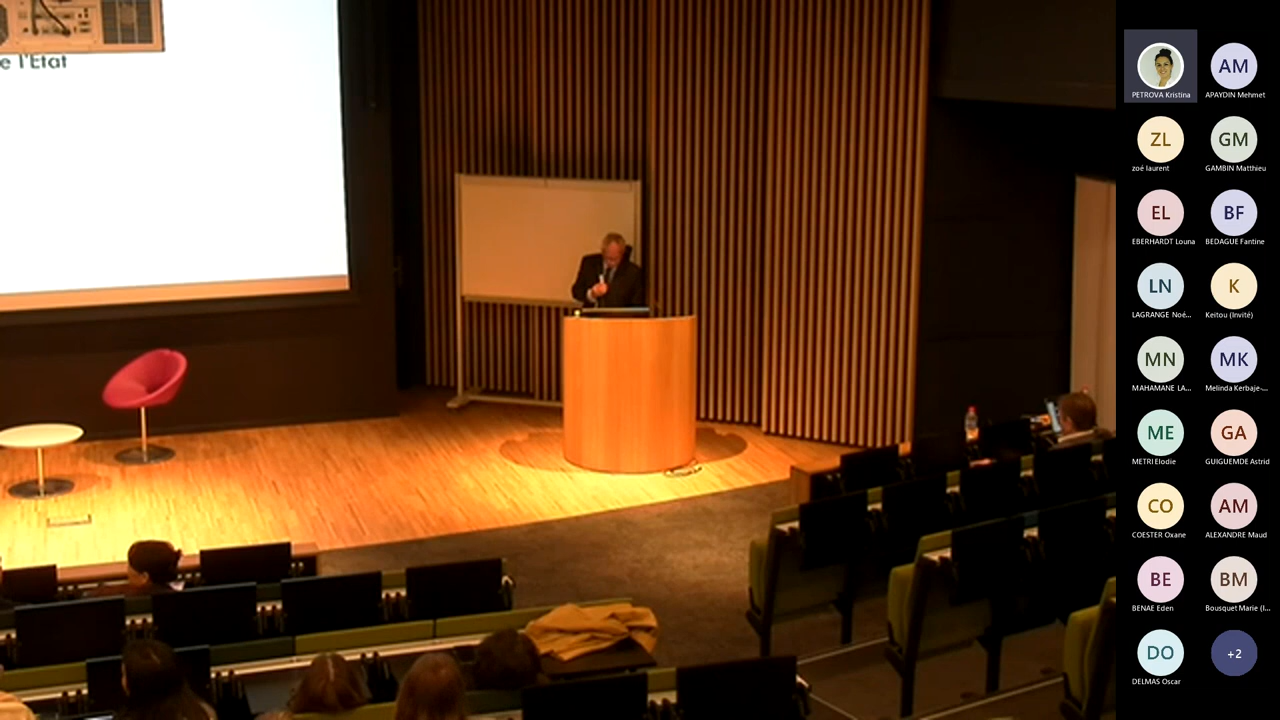 e l'Etat
PETROVA Kristina
AM
APAYDIN Mehmet
ZL
zoé laurent
GM
GAMBIN Matthieu
EL
EBERHARDT Louna
BF
BEDAGUE Fantine
LN
LAGRANGE Noé...
K
Keitou (Invité)
MN
MAHAMANE LA...
MK
Melinda Kerbaje-...
ME
METRI Elodie
GA
GUIGUEMDE Astrid
CO
COESTER Oxane
AM
ALEXANDRE Maud
BE
BENAE Eden
BM
Bousquet Marie (I...
DO
DELMAS Oscar
+2